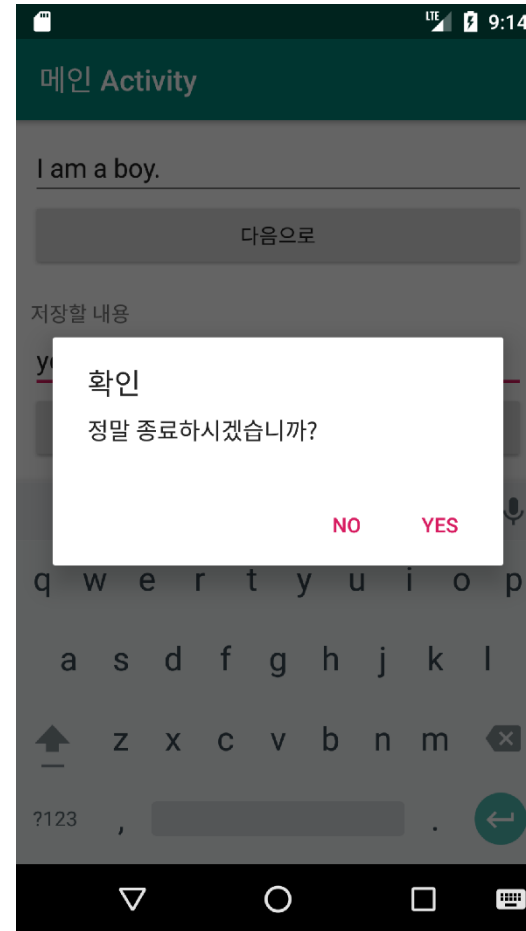 LTE 9:14
메인 Activity
I am a boy.
다음으로
저장할 내용
확인
정말 종료하시겠습니까?
NO YES
q w e r t y u i o p
a s d f g h j k l
z x c v b n m
?123 , .